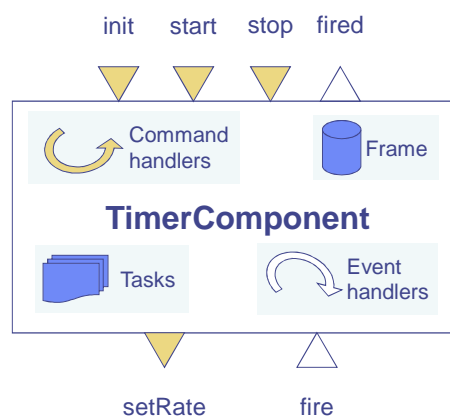 init start stop fired
Command
handlers
Frame
TimerComponent
Tasks
Event
handlers
setRate fire